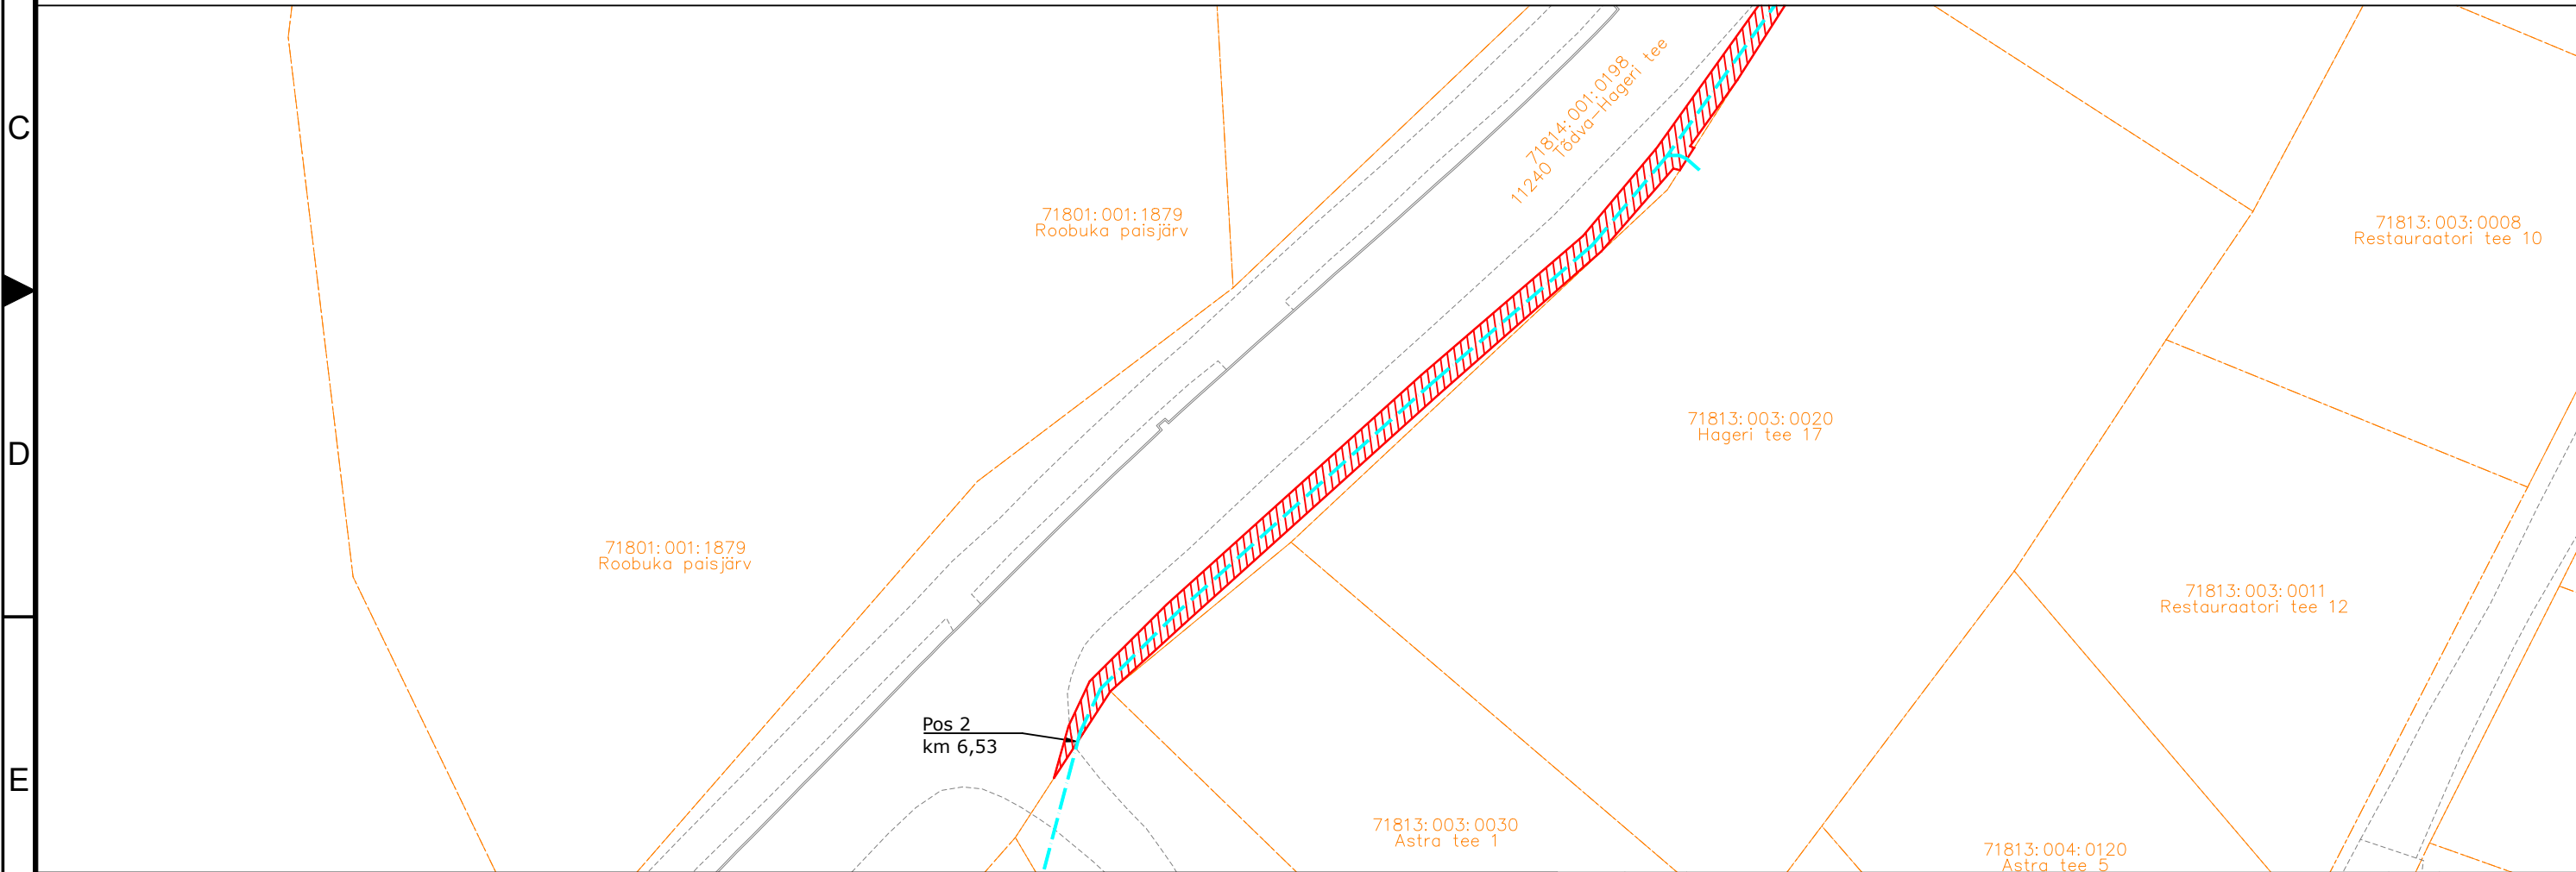 C
D
E
71814:001:0198
11240 Tõdva-Hageri tee
71801:001:1879
Roobuka paisjärv
71813:003:0008
Restauraatori tee 10
71813:003:0020
Hageri tee 17
71801:001:1879
Roobuka paisjärv
71813:003:0011
Restauraatori tee 12
Pos 2
km 6,53
71813:003:0030
Astra tee 1
71813:004:0120
Astra tee 5